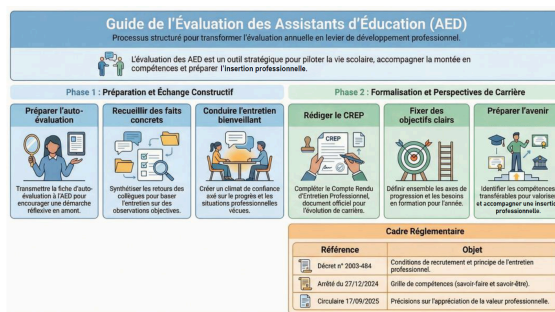 Guide de l'Évaluation des Assistants d'Éducation (AED)
Processus structuré pour transformer l'évaluation annuelle en levier de développement professionnel.
L'évaluation des AED est un outil stratégique pour piloter la vie scolaire, accompagner la montée en
compétences et préparer l'insertion professionnelle.
Phase 1 : Préparation et Échange Constructif
Préparer l'auto-
évaluation
Transmettre la fiche d'auto-
évaluation à l'AED pour
encourager une démarche
réflexive en amont.
Recueillir des faits
concrets
Synthétiser les retours des
collègues pour baser
l'entretien sur des
observations objectives.
Conduire l'entretien
bienveillant
Créer un climat de confiance
axé sur le progrès et les
situations professionnelles
vécues.
Phase 2 : Formalisation et Perspectives de Carrière
Rédiger le CREP
CREP
Compléter le Compte Rendu
d'Entretien Professionnel,
document officiel pour
l'évolution de carrière.
Fixer des
objectifs clairs
Définir ensemble les axes de
progression et les besoins
en formation pour l'année.
Préparer l'avenir
Identifier les compétences
transférables pour valoriser
et accompagner une insertion
professionnelle.
Cadre Réglementaire
Référence Objet
Décret n° 2003-484 Conditions de recrutement et principe de l'entretien
professionnel.
Arrêté du 27/12/2024 Grille de compétences (savoir-faire et savoir-être).
Circulaire 17/09/2025 Précisions sur l'appréciation de la valeur professionnelle.